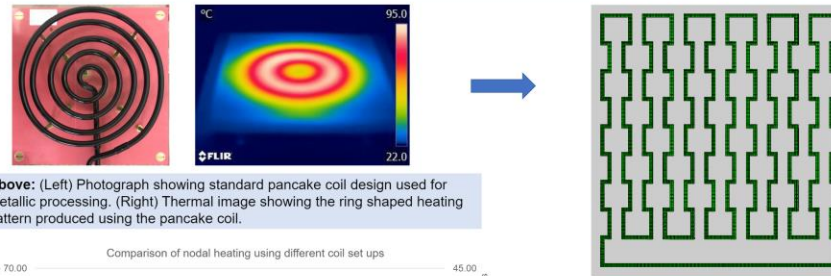 °C
95.0
FLIR
22.0
bove: (Left) Photograph showing standard pancake coil design used for
etallic processing. (Right) Thermal image showing the ring shaped heating
attern produced using the pancake coil.
Comparison of nodal heating using different coil set ups
70.00
45.00